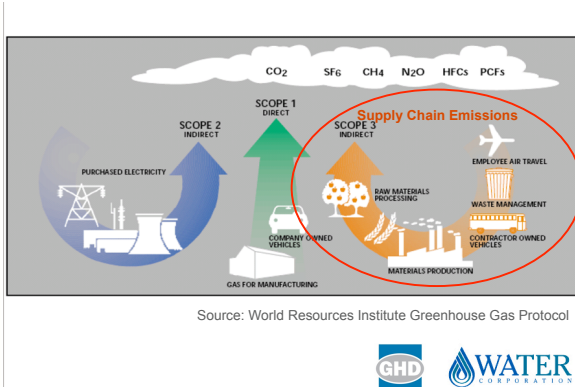 CO2 SF6 CH4 N2O HFCs PCFs
SCOPE 1
DIRECT
Supply Chain Emissions
SCOPE 2
INDIRECT
SCOPE 3
INDIRECT
PURCHASED ELECTRICITY
EMPLOYEE AIR TRAVEL
RAW MATERIALS
PROCESSING
WASTE MANAGEMENT
COMPANY OWNED
VEHICLES
CONTRACTOR OWNED
VEHICLES
MATERIALS PRODUCTION
GAS FOR MANUFACTURING
Source: World Resources Institute Greenhouse Gas Protocol
GHD
WATER
CORPORATION